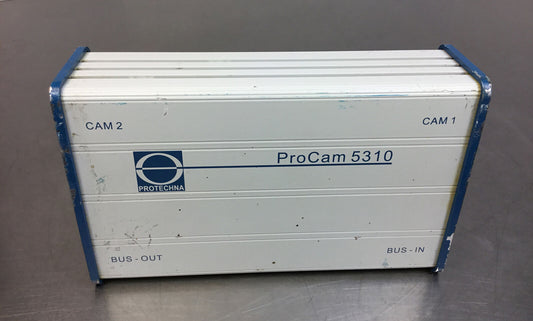 CAM 2
CAM 1
ProCam 5310
PROTECHNA
BUS - OUT
BUS - IN